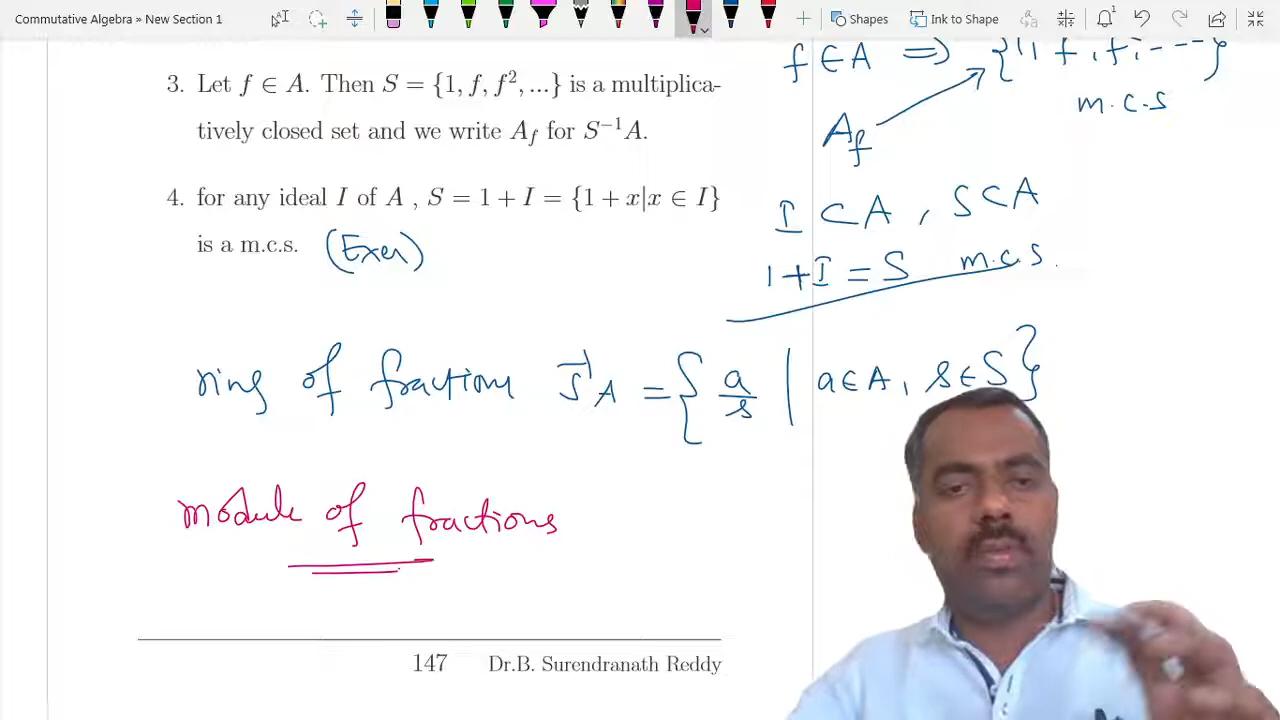 Commutative Algebra » New Section 1
Shapes
Ink to Shape
3. Let f ∈ A. Then S = {1, f, f², ...} is a multiplica-
tively closed set and we write A_f for S⁻¹A.
4. for any ideal I of A , S = 1 + I = {1 + x|x ∈ I}
is a m.c.s. (Exer)
f ∈ A ⇒ {1, f, f², ---}
m.c.s
A_f
I ⊂ A , S ⊂ A
1+I = S m.c.s.
ring of fractions S⁻¹A = { a/s | a ∈ A, s ∈ S }
module of fractions
147 Dr.B. Surendranath Reddy